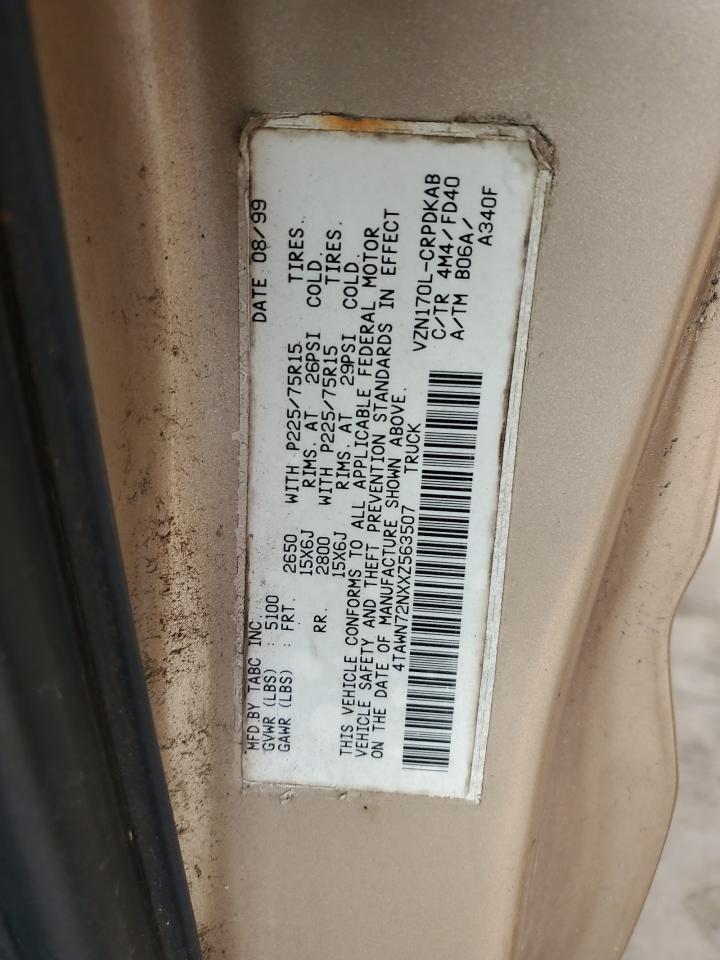 MFD BY TABC INC. DATE 08/99
GVWR (LBS) : 5100
GAWR (LBS) : FRT. 2650 WITH P225/75R15 TIRES.
15X6J RIMS. AT 26PSI COLD.
RR. 2800 WITH P225/75R15 TIRES.
15X6J RIMS. AT 29PSI COLD.
THIS VEHICLE CONFORMS TO ALL APPLICABLE FEDERAL MOTOR
VEHICLE SAFETY AND THEFT PREVENTION STANDARDS IN EFFECT
ON THE DATE OF MANUFACTURE SHOWN ABOVE.
4TAWN72NXXZ563507 TRUCK
VZN170L-CRPDKAB
C/TR 4M4/FD40
A/TM B06A/
A340F